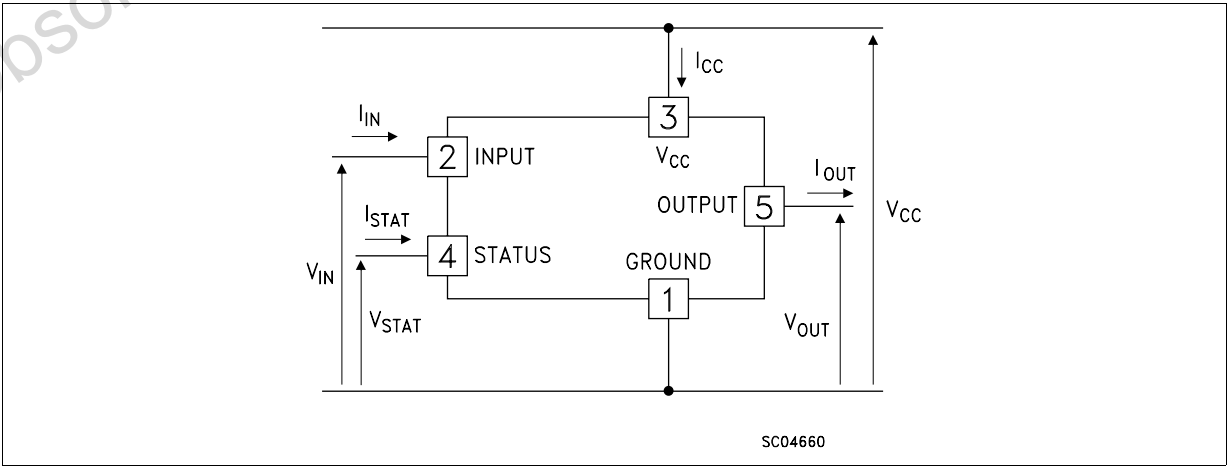 I_CC
3
V_CC
I_IN
2 INPUT
I_STAT
4 STATUS
V_IN
V_STAT
OUTPUT 5
I_OUT
V_CC
GROUND
1
V_OUT
SC04660